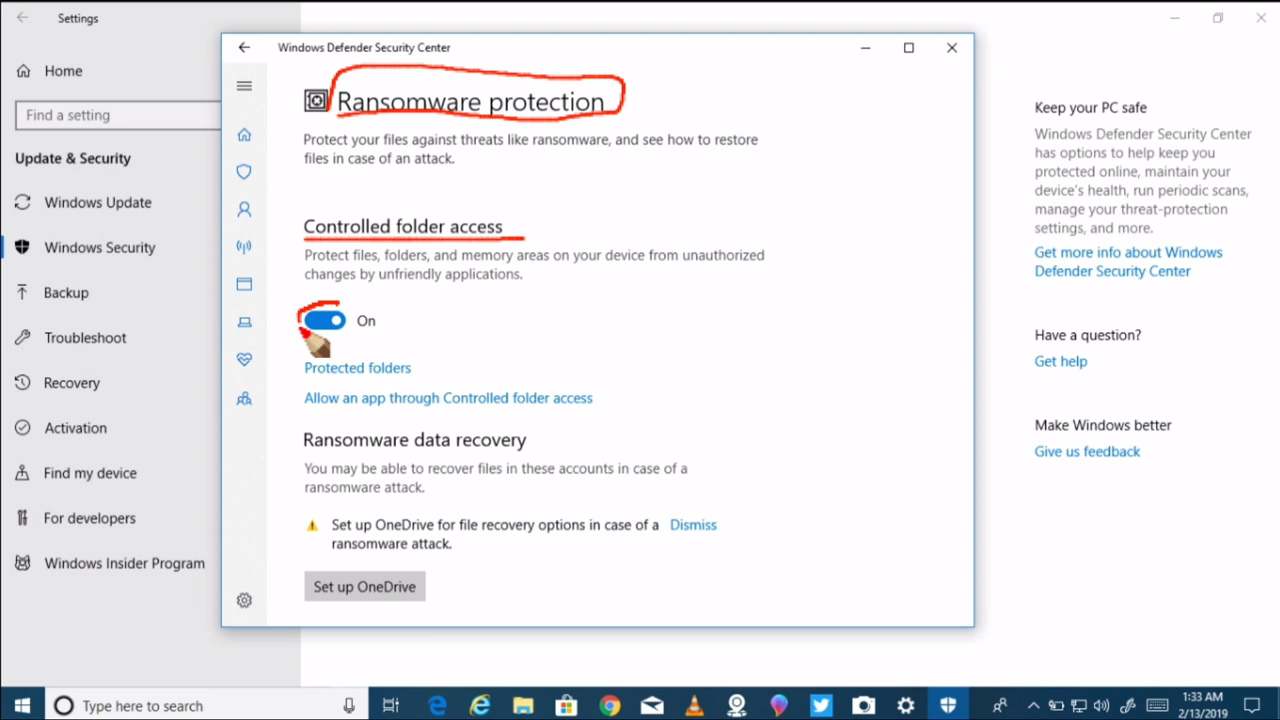 Settings
Home
Find a setting
Update & Security
Windows Update
Windows Security
Backup
Troubleshoot
Recovery
Activation
Find my device
For developers
Windows Insider Program
Windows Defender Security Center
Ransomware protection
Protect your files against threats like ransomware, and see how to restore
files in case of an attack.
Controlled folder access
Protect files, folders, and memory areas on your device from unauthorized
changes by unfriendly applications.
On
Protected folders
Allow an app through Controlled folder access
Ransomware data recovery
You may be able to recover files in these accounts in case of a
ransomware attack.
Set up OneDrive for file recovery options in case of a Dismiss
ransomware attack.
Set up OneDrive
Keep your PC safe
Windows Defender Security Center
has options to help keep you
protected online, maintain your
device's health, run periodic scans,
manage your threat-protection
settings, and more.
Get more info about Windows
Defender Security Center
Have a question?
Get help
Make Windows better
Give us feedback
Type here to search
1:33 AM
2/13/2019